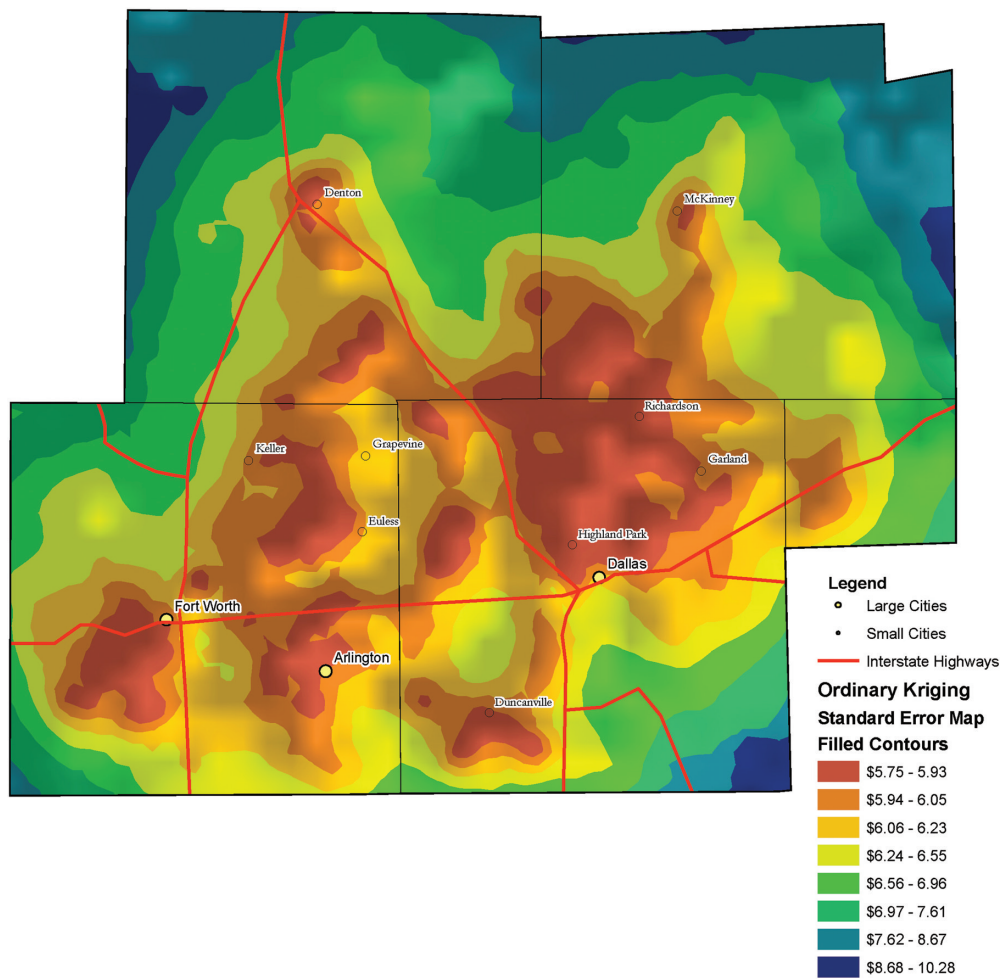 Denton
McKinney
Richardson
Keller
Grapevine
Garland
Euless
Highland Park
Dallas
Fort Worth
Arlington
Duncanville
Legend
Large Cities
Small Cities
Interstate Highways
Ordinary Kriging
Standard Error Map
Filled Contours
$5.75 - 5.93
$5.94 - 6.05
$6.06 - 6.23
$6.24 - 6.55
$6.56 - 6.96
$6.97 - 7.61
$7.62 - 8.67
$8.68 - 10.28